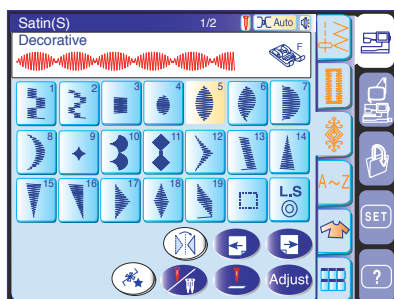 Satin(S) 1/2 Auto
Decorative F
1 2 3 4 5 6 7
8 9 10 11 12 13 14
15 16 17 18 19 L.S
A~Z
SET
Adjust ?